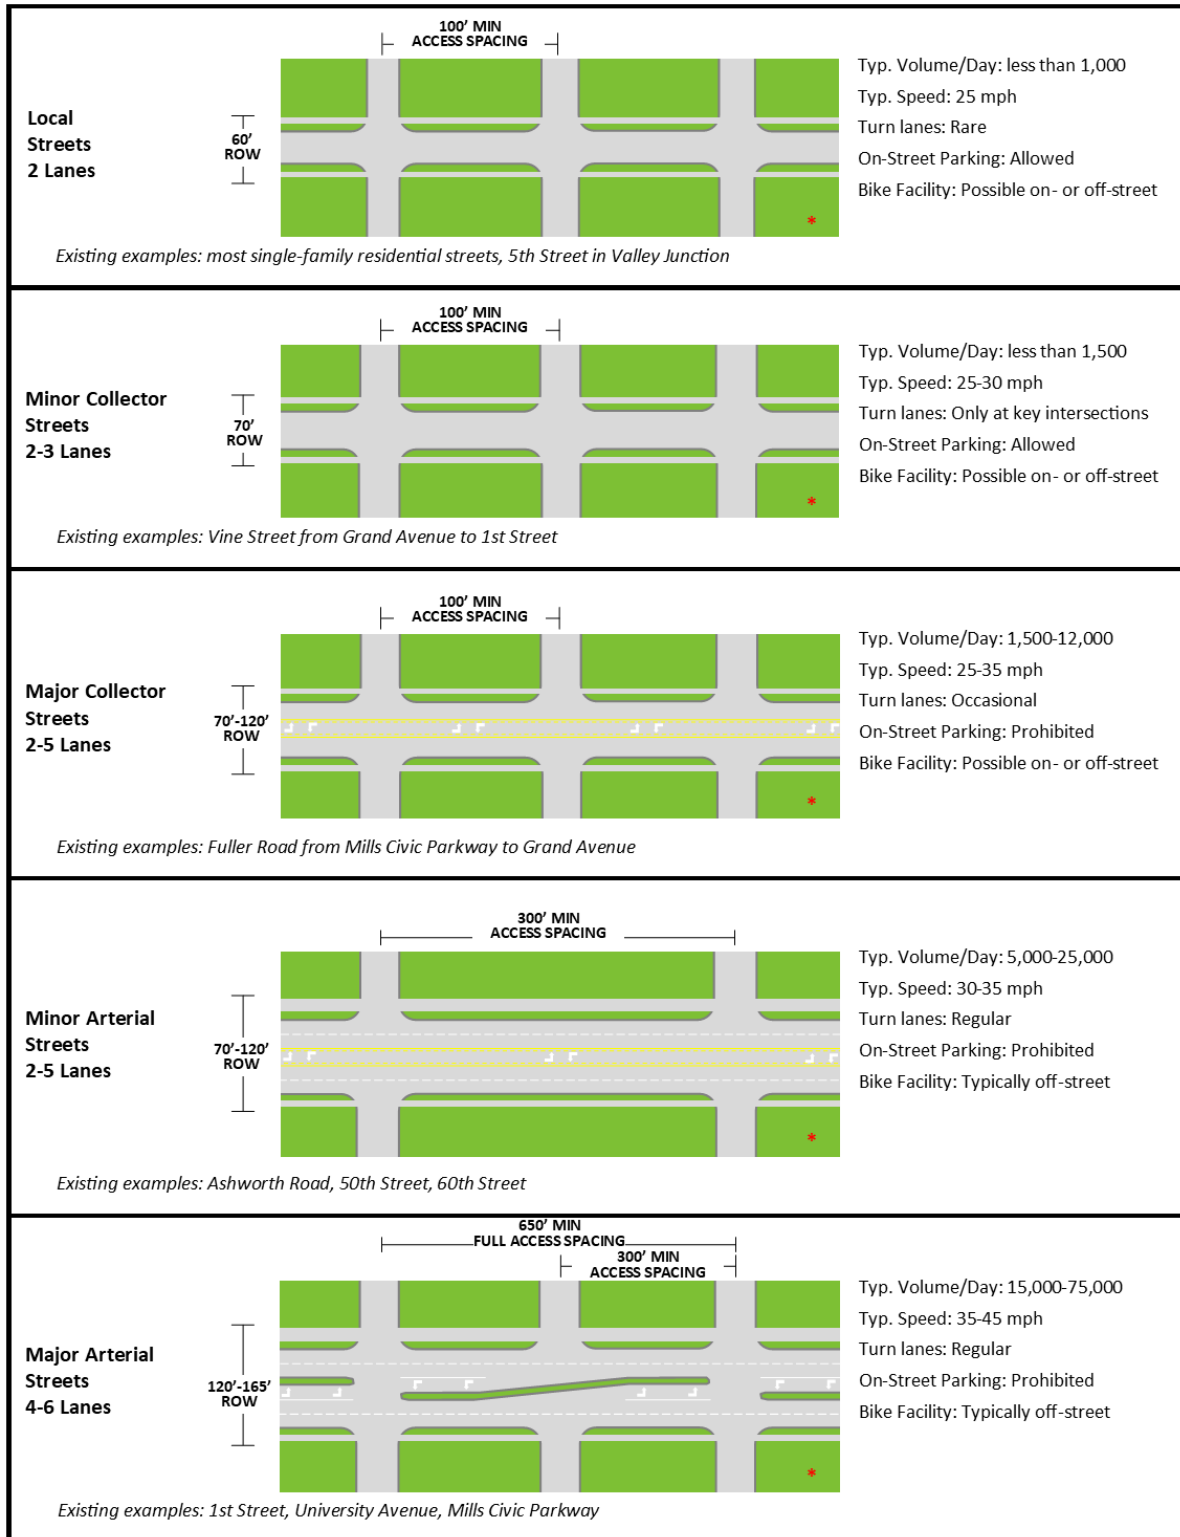 100’ MIN
ACCESS SPACING
Local
Streets
2 Lanes
60’
ROW
Typ. Volume/Day: less than 1,000
Typ. Speed: 25 mph
Turn lanes: Rare
On-Street Parking: Allowed
Bike Facility: Possible on- or off-street
*
Existing examples: most single-family residential streets, 5th Street in Valley Junction
100’ MIN
ACCESS SPACING
Minor Collector
Streets
2-3 Lanes
70’
ROW
Typ. Volume/Day: less than 1,500
Typ. Speed: 25-30 mph
Turn lanes: Only at key intersections
On-Street Parking: Allowed
Bike Facility: Possible on- or off-street
*
Existing examples: Vine Street from Grand Avenue to 1st Street
100’ MIN
ACCESS SPACING
Major Collector
Streets
2-5 Lanes
70’-120’
ROW
Typ. Volume/Day: 1,500-12,000
Typ. Speed: 25-35 mph
Turn lanes: Occasional
On-Street Parking: Prohibited
Bike Facility: Possible on- or off-street
*
Existing examples: Fuller Road from Mills Civic Parkway to Grand Avenue
300’ MIN
ACCESS SPACING
Minor Arterial
Streets
2-5 Lanes
70’-120’
ROW
Typ. Volume/Day: 5,000-25,000
Typ. Speed: 30-35 mph
Turn lanes: Regular
On-Street Parking: Prohibited
Bike Facility: Typically off-street
*
Existing examples: Ashworth Road, 50th Street, 60th Street
650’ MIN
FULL ACCESS SPACING
300’ MIN
ACCESS SPACING
Major Arterial
Streets
4-6 Lanes
120’-165’
ROW
Typ. Volume/Day: 15,000-75,000
Typ. Speed: 35-45 mph
Turn lanes: Regular
On-Street Parking: Prohibited
Bike Facility: Typically off-street
*
Existing examples: 1st Street, University Avenue, Mills Civic Parkway